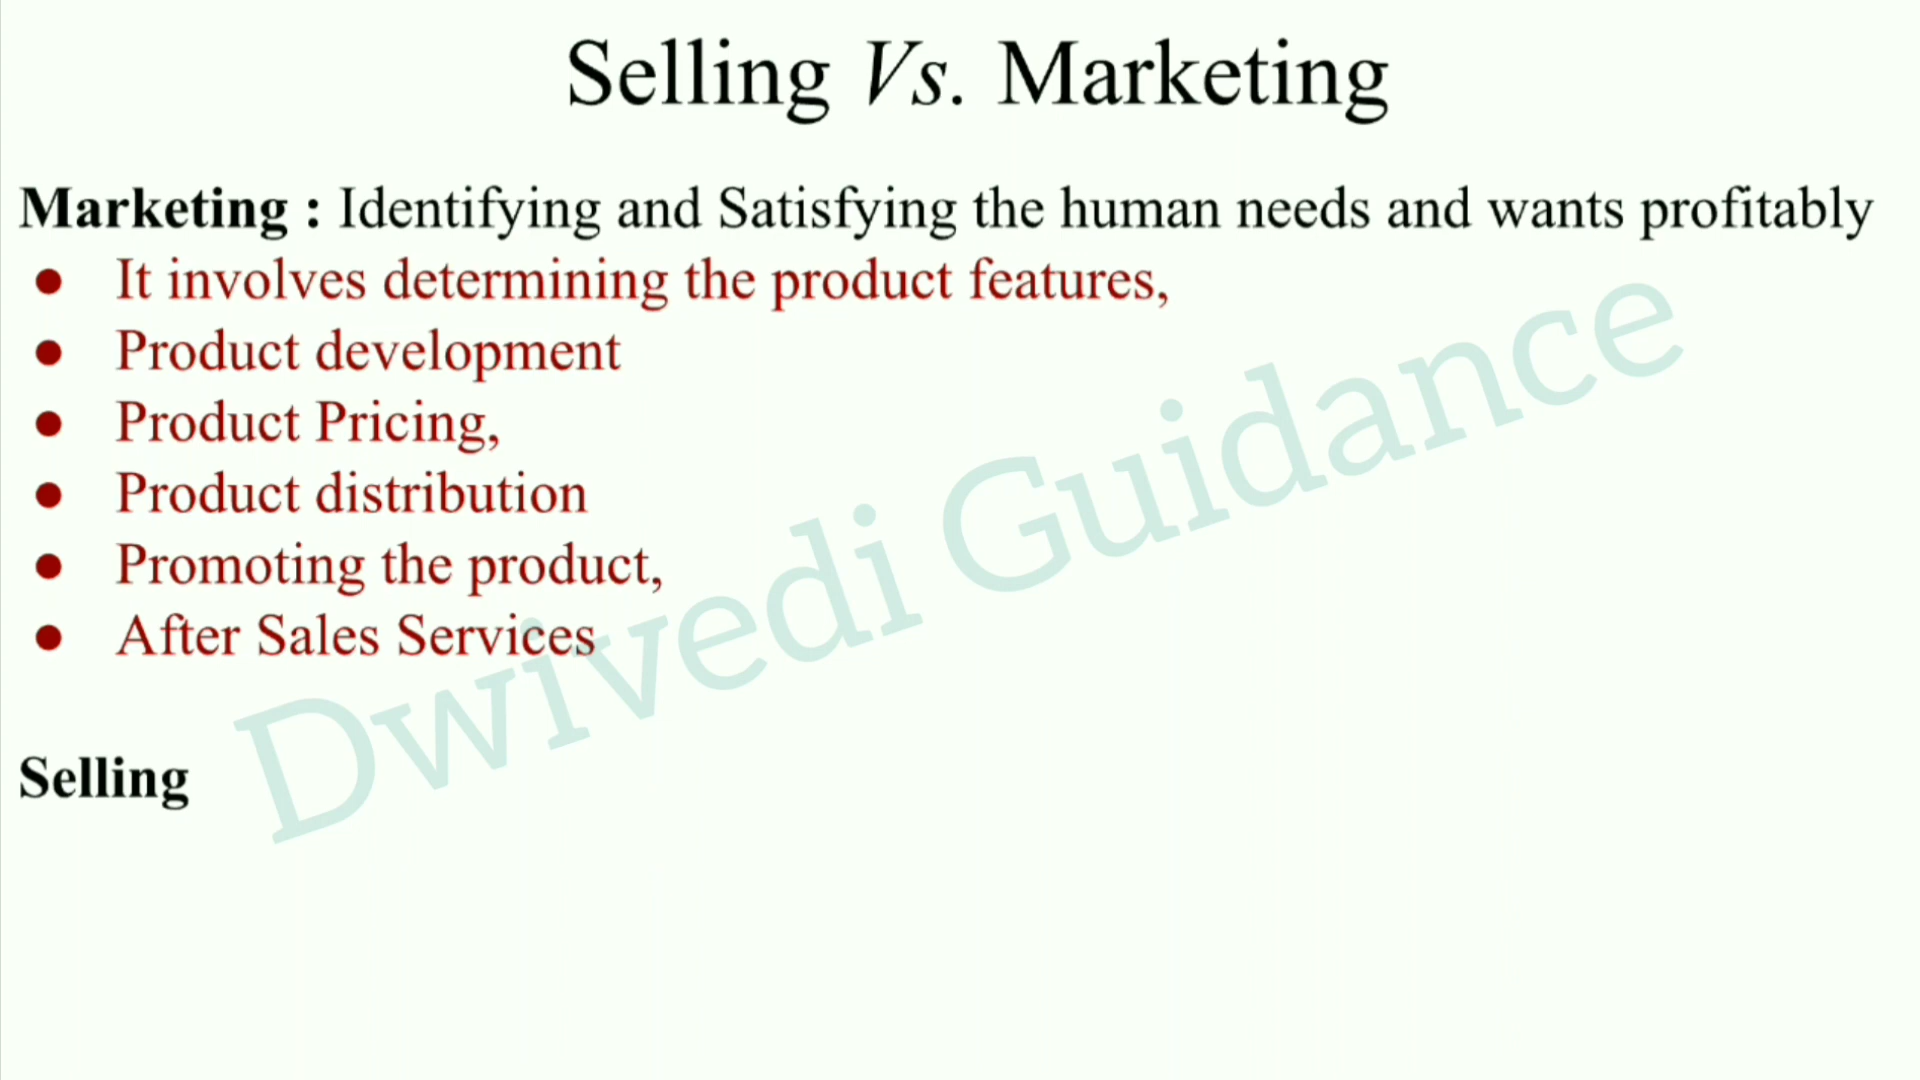 Selling Vs. Marketing
Marketing : Identifying and Satisfying the human needs and wants profitably
● It involves determining the product features,
● Product development
● Product Pricing,
● Product distribution
● Promoting the product,
● After Sales Services
Selling
Dwivedi Guidance